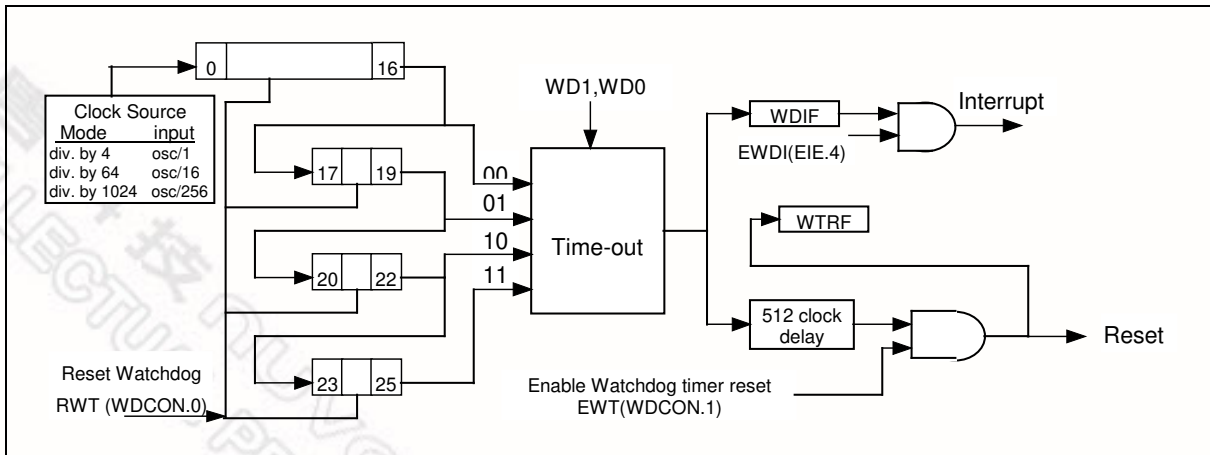 0 16
Clock Source
Mode input
div. by 4 osc/1
div. by 64 osc/16
div. by 1024 osc/256
WD1,WD0
WDIF
Interrupt
EWDI(EIE.4)
17 19
00
01
WTRF
Time-out
10
20 22
11
512 clock
delay
Reset
23 25
Reset Watchdog
RWT (WDCON.0)
Enable Watchdog timer reset
EWT(WDCON.1)